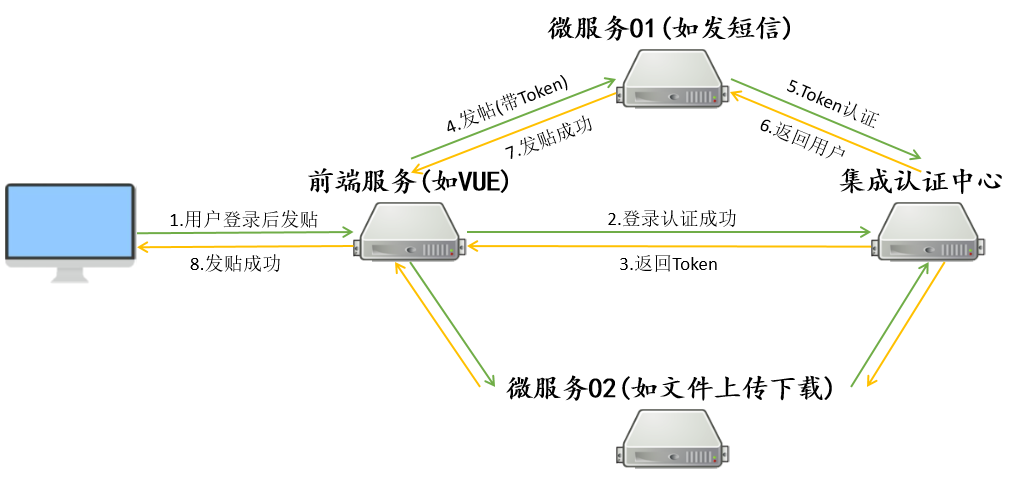 微服务01(如发短信)
4.发帖(带Token)
5.Token认证
7.发贴成功
6.返回用户
前端服务(如VUE)
集成认证中心
1.用户登录后发贴
2.登录认证成功
8.发贴成功
3.返回Token
微服务02(如文件上传下载)